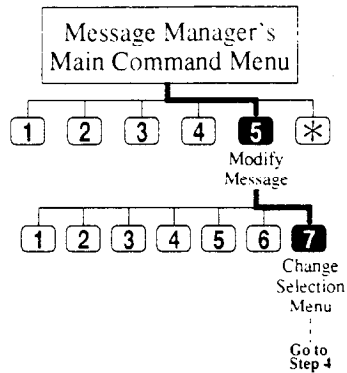 Message Manager's
Main Command Menu
1 2 3 4 5 *
Modify
Message
1 2 3 4 5 6 7
Change
Selection
Menu
Go to
Step 4